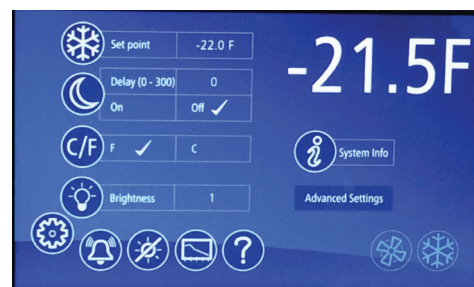 Set point -22.0 F
-21.5F
Delay (0 - 300) 0
On Off
C/F F C
System Info
Brightness 1
Advanced Settings
?